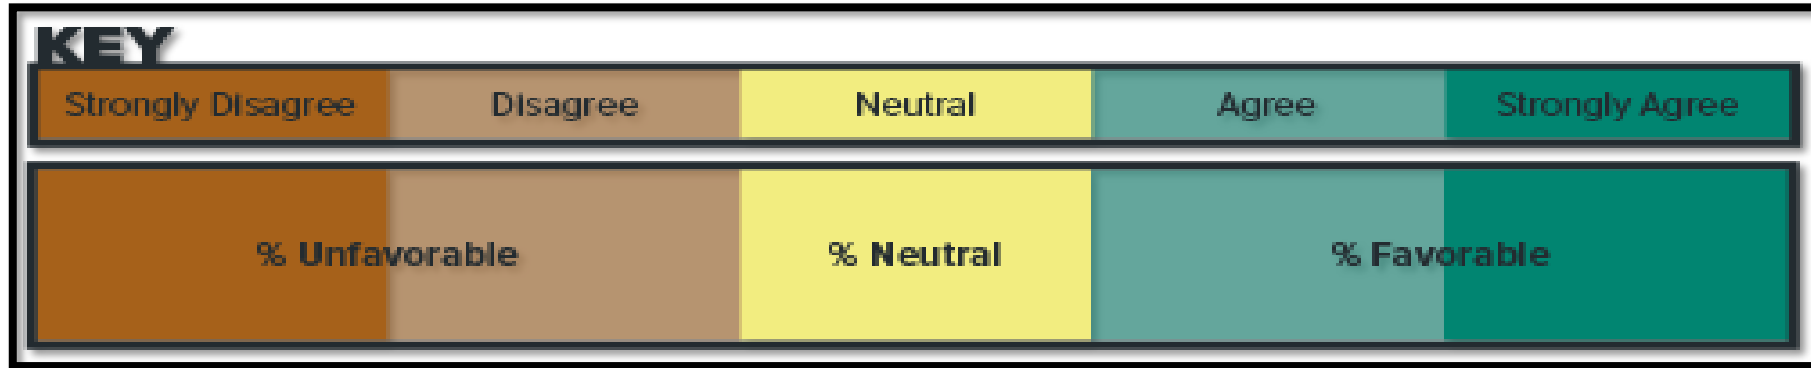 KEY
Strongly Disagree Disagree Neutral Agree Strongly Agree
% Unfavorable % Neutral % Favorable